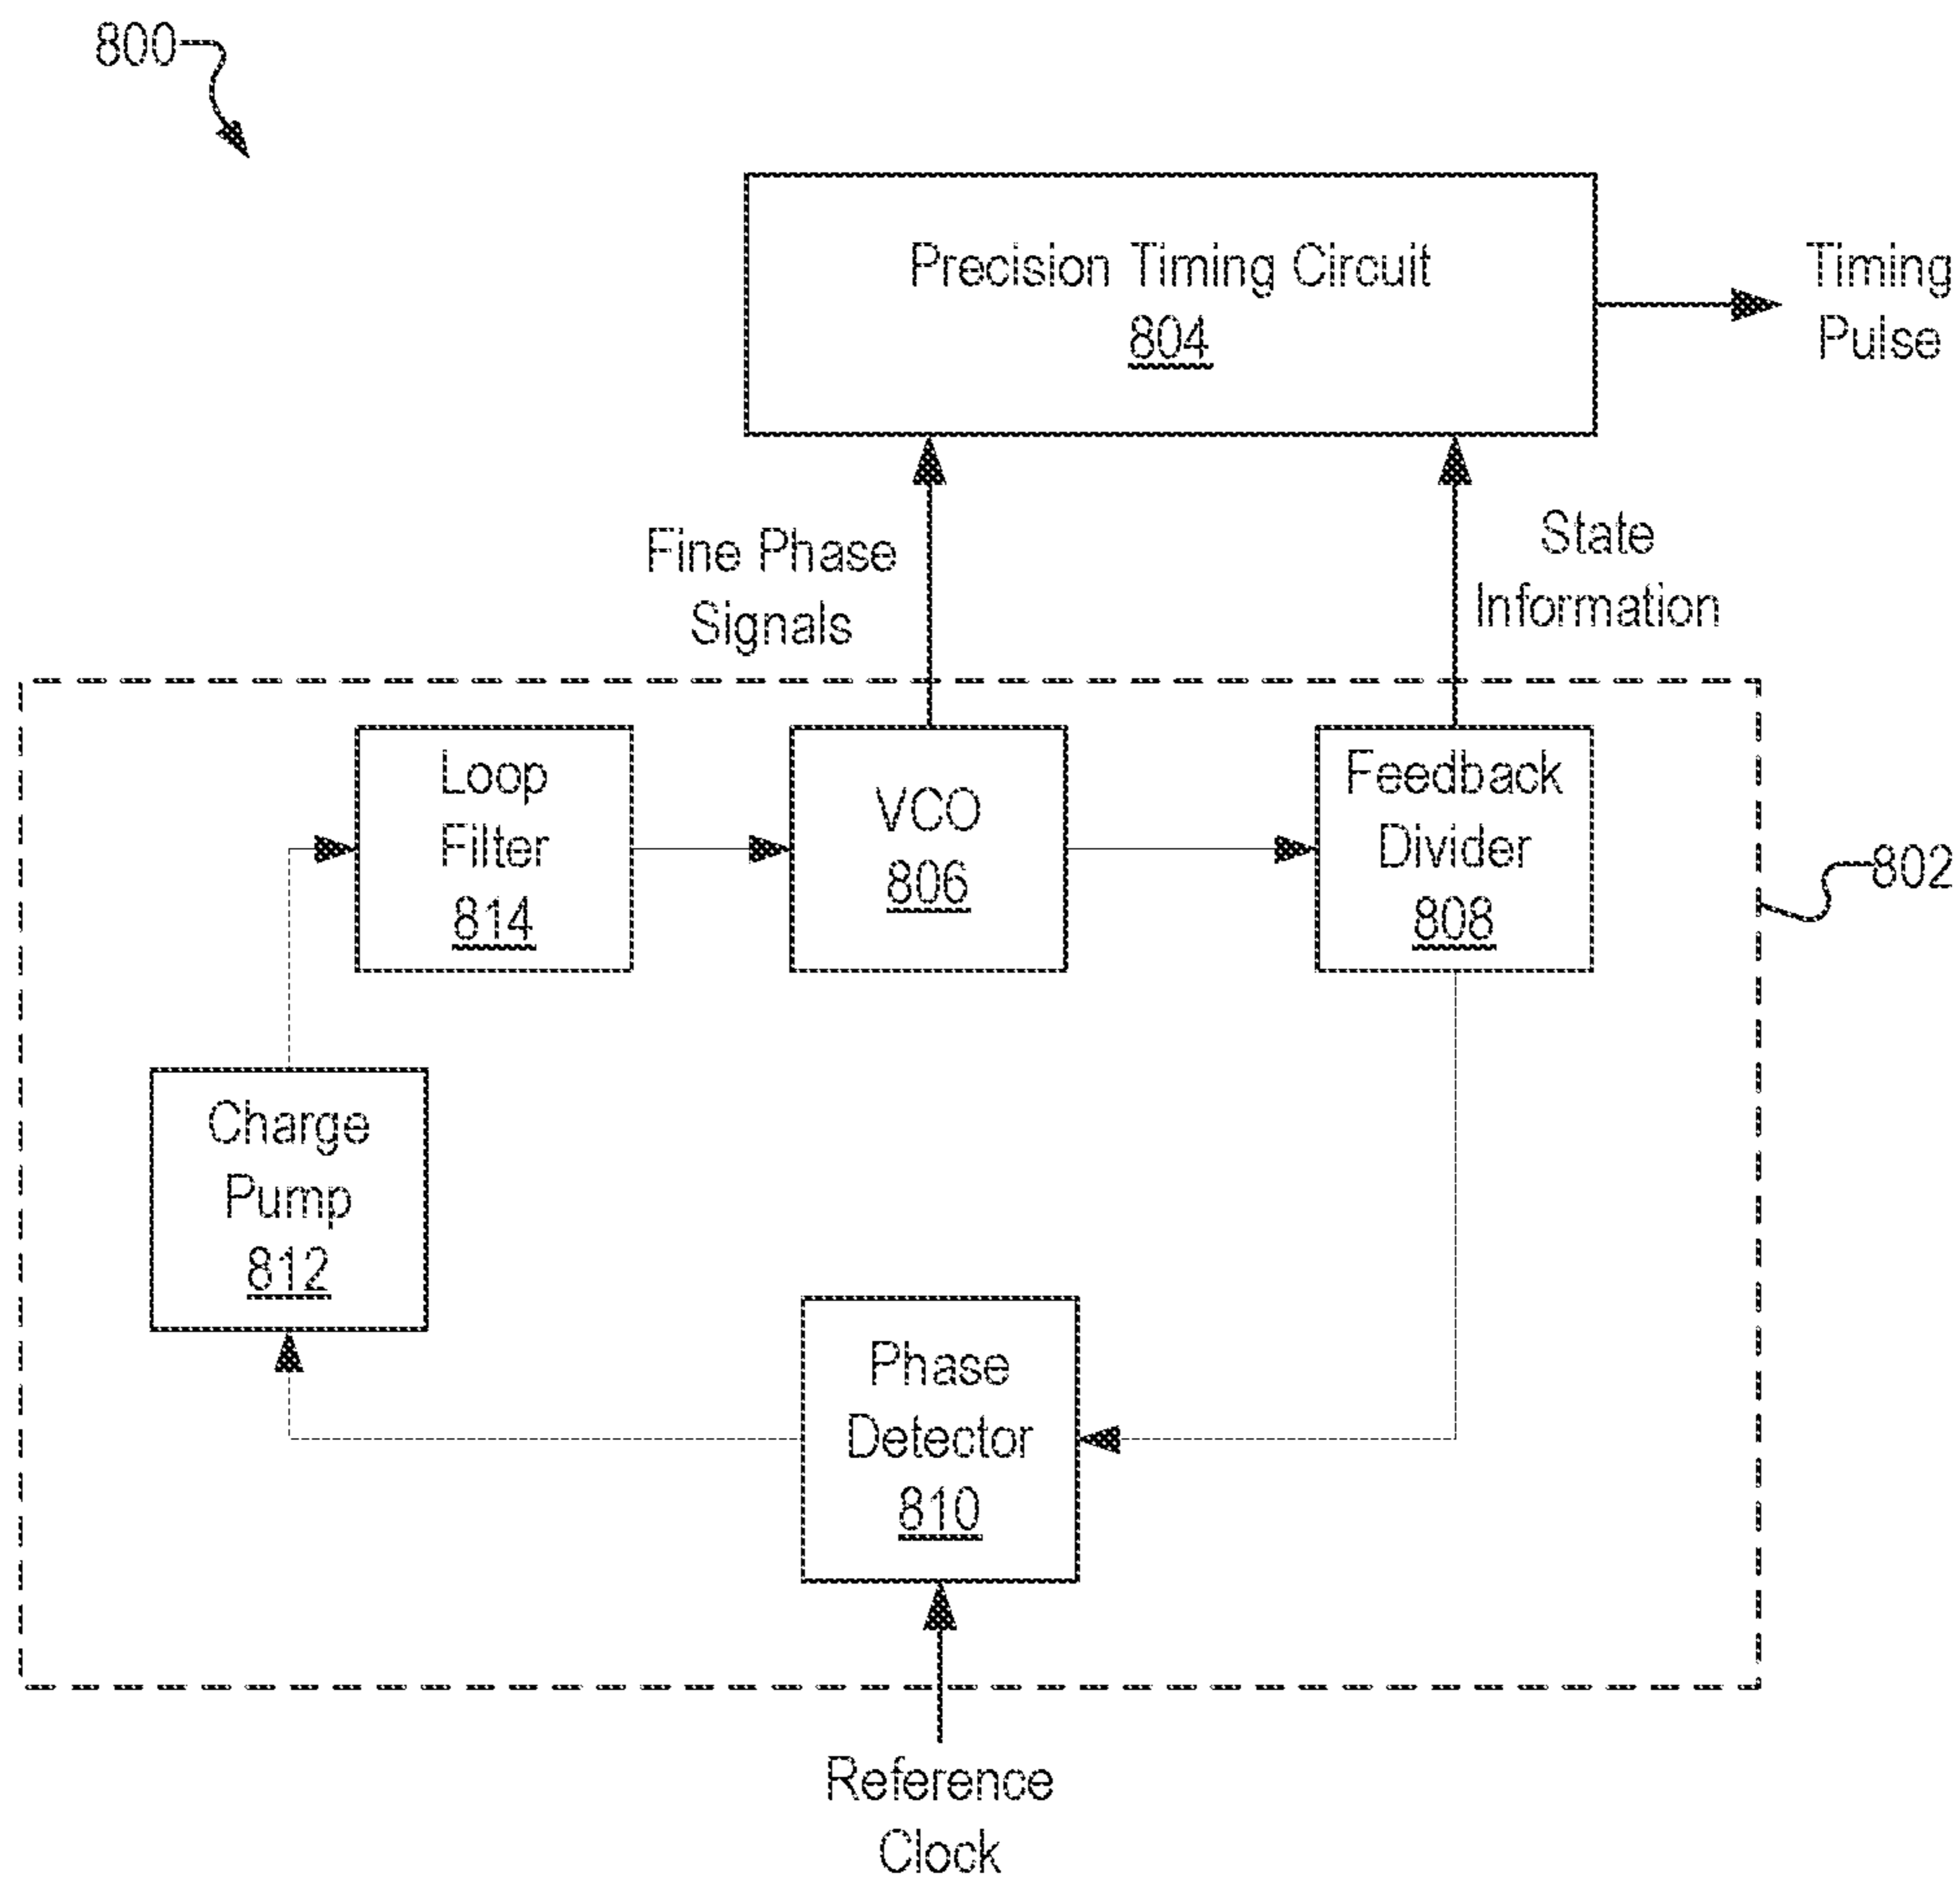 800
Precision Timing Circuit
804
Timing
Pulse
Fine Phase
Signals
State
Information
Loop
Filter
814
VCO
806
Feedback
Divider
808
802
Charge
Pump
812
Phase
Detector
810
Reference
Clock